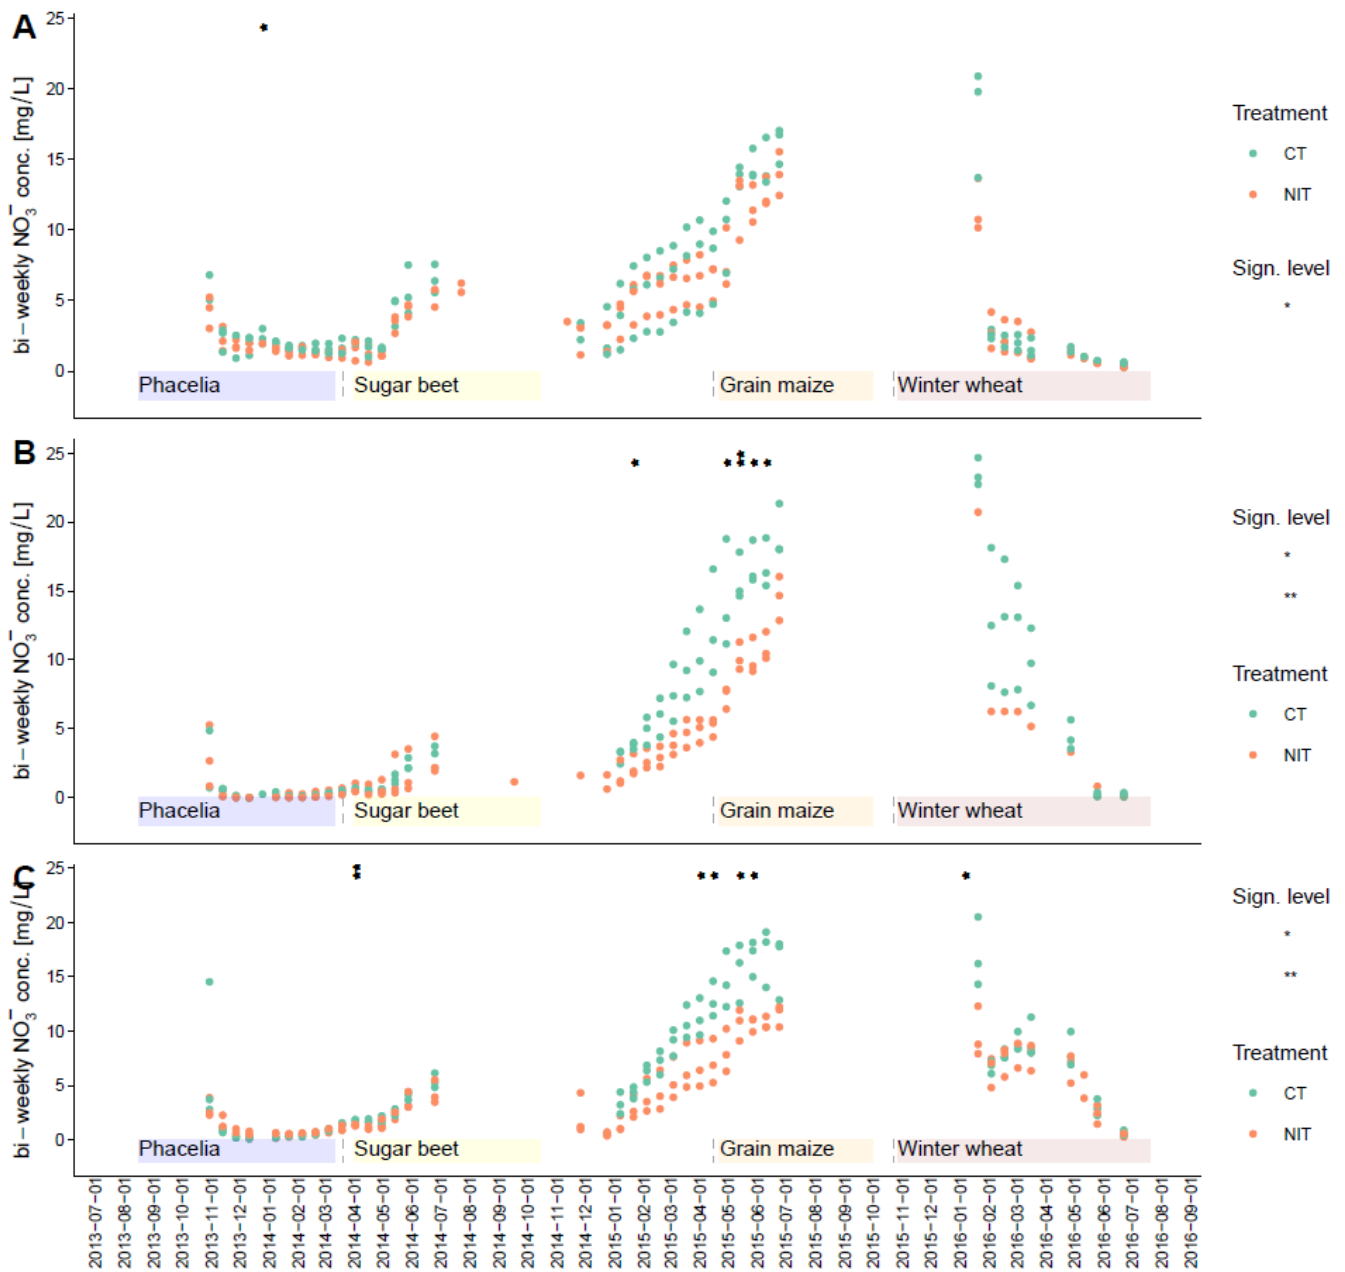 A
bi−weekly NO3− conc. [mg/L]
25
20
15
10
5
0
*
Phacelia
Sugar beet
Grain maize
Winter wheat
Treatment
CT
NIT
Sign. level
*
B
bi−weekly NO3− conc. [mg/L]
25
20
15
10
5
0
* * ** * *
Phacelia
Sugar beet
Grain maize
Winter wheat
Sign. level
*
**
Treatment
CT
NIT
C
bi−weekly NO3− conc. [mg/L]
25
20
15
10
5
0
** * * * * *
Phacelia
Sugar beet
Grain maize
Winter wheat
Sign. level
*
**
Treatment
CT
NIT
2013−07−01
2013−08−01
2013−09−01
2013−10−01
2013−11−01
2013−12−01
2014−01−01
2014−02−01
2014−03−01
2014−04−01
2014−05−01
2014−06−01
2014−07−01
2014−08−01
2014−09−01
2014−10−01
2014−11−01
2014−12−01
2015−01−01
2015−02−01
2015−03−01
2015−04−01
2015−05−01
2015−06−01
2015−07−01
2015−08−01
2015−09−01
2015−10−01
2015−11−01
2015−12−01
2016−01−01
2016−02−01
2016−03−01
2016−04−01
2016−05−01
2016−06−01
2016−07−01
2016−08−01
2016−09−01